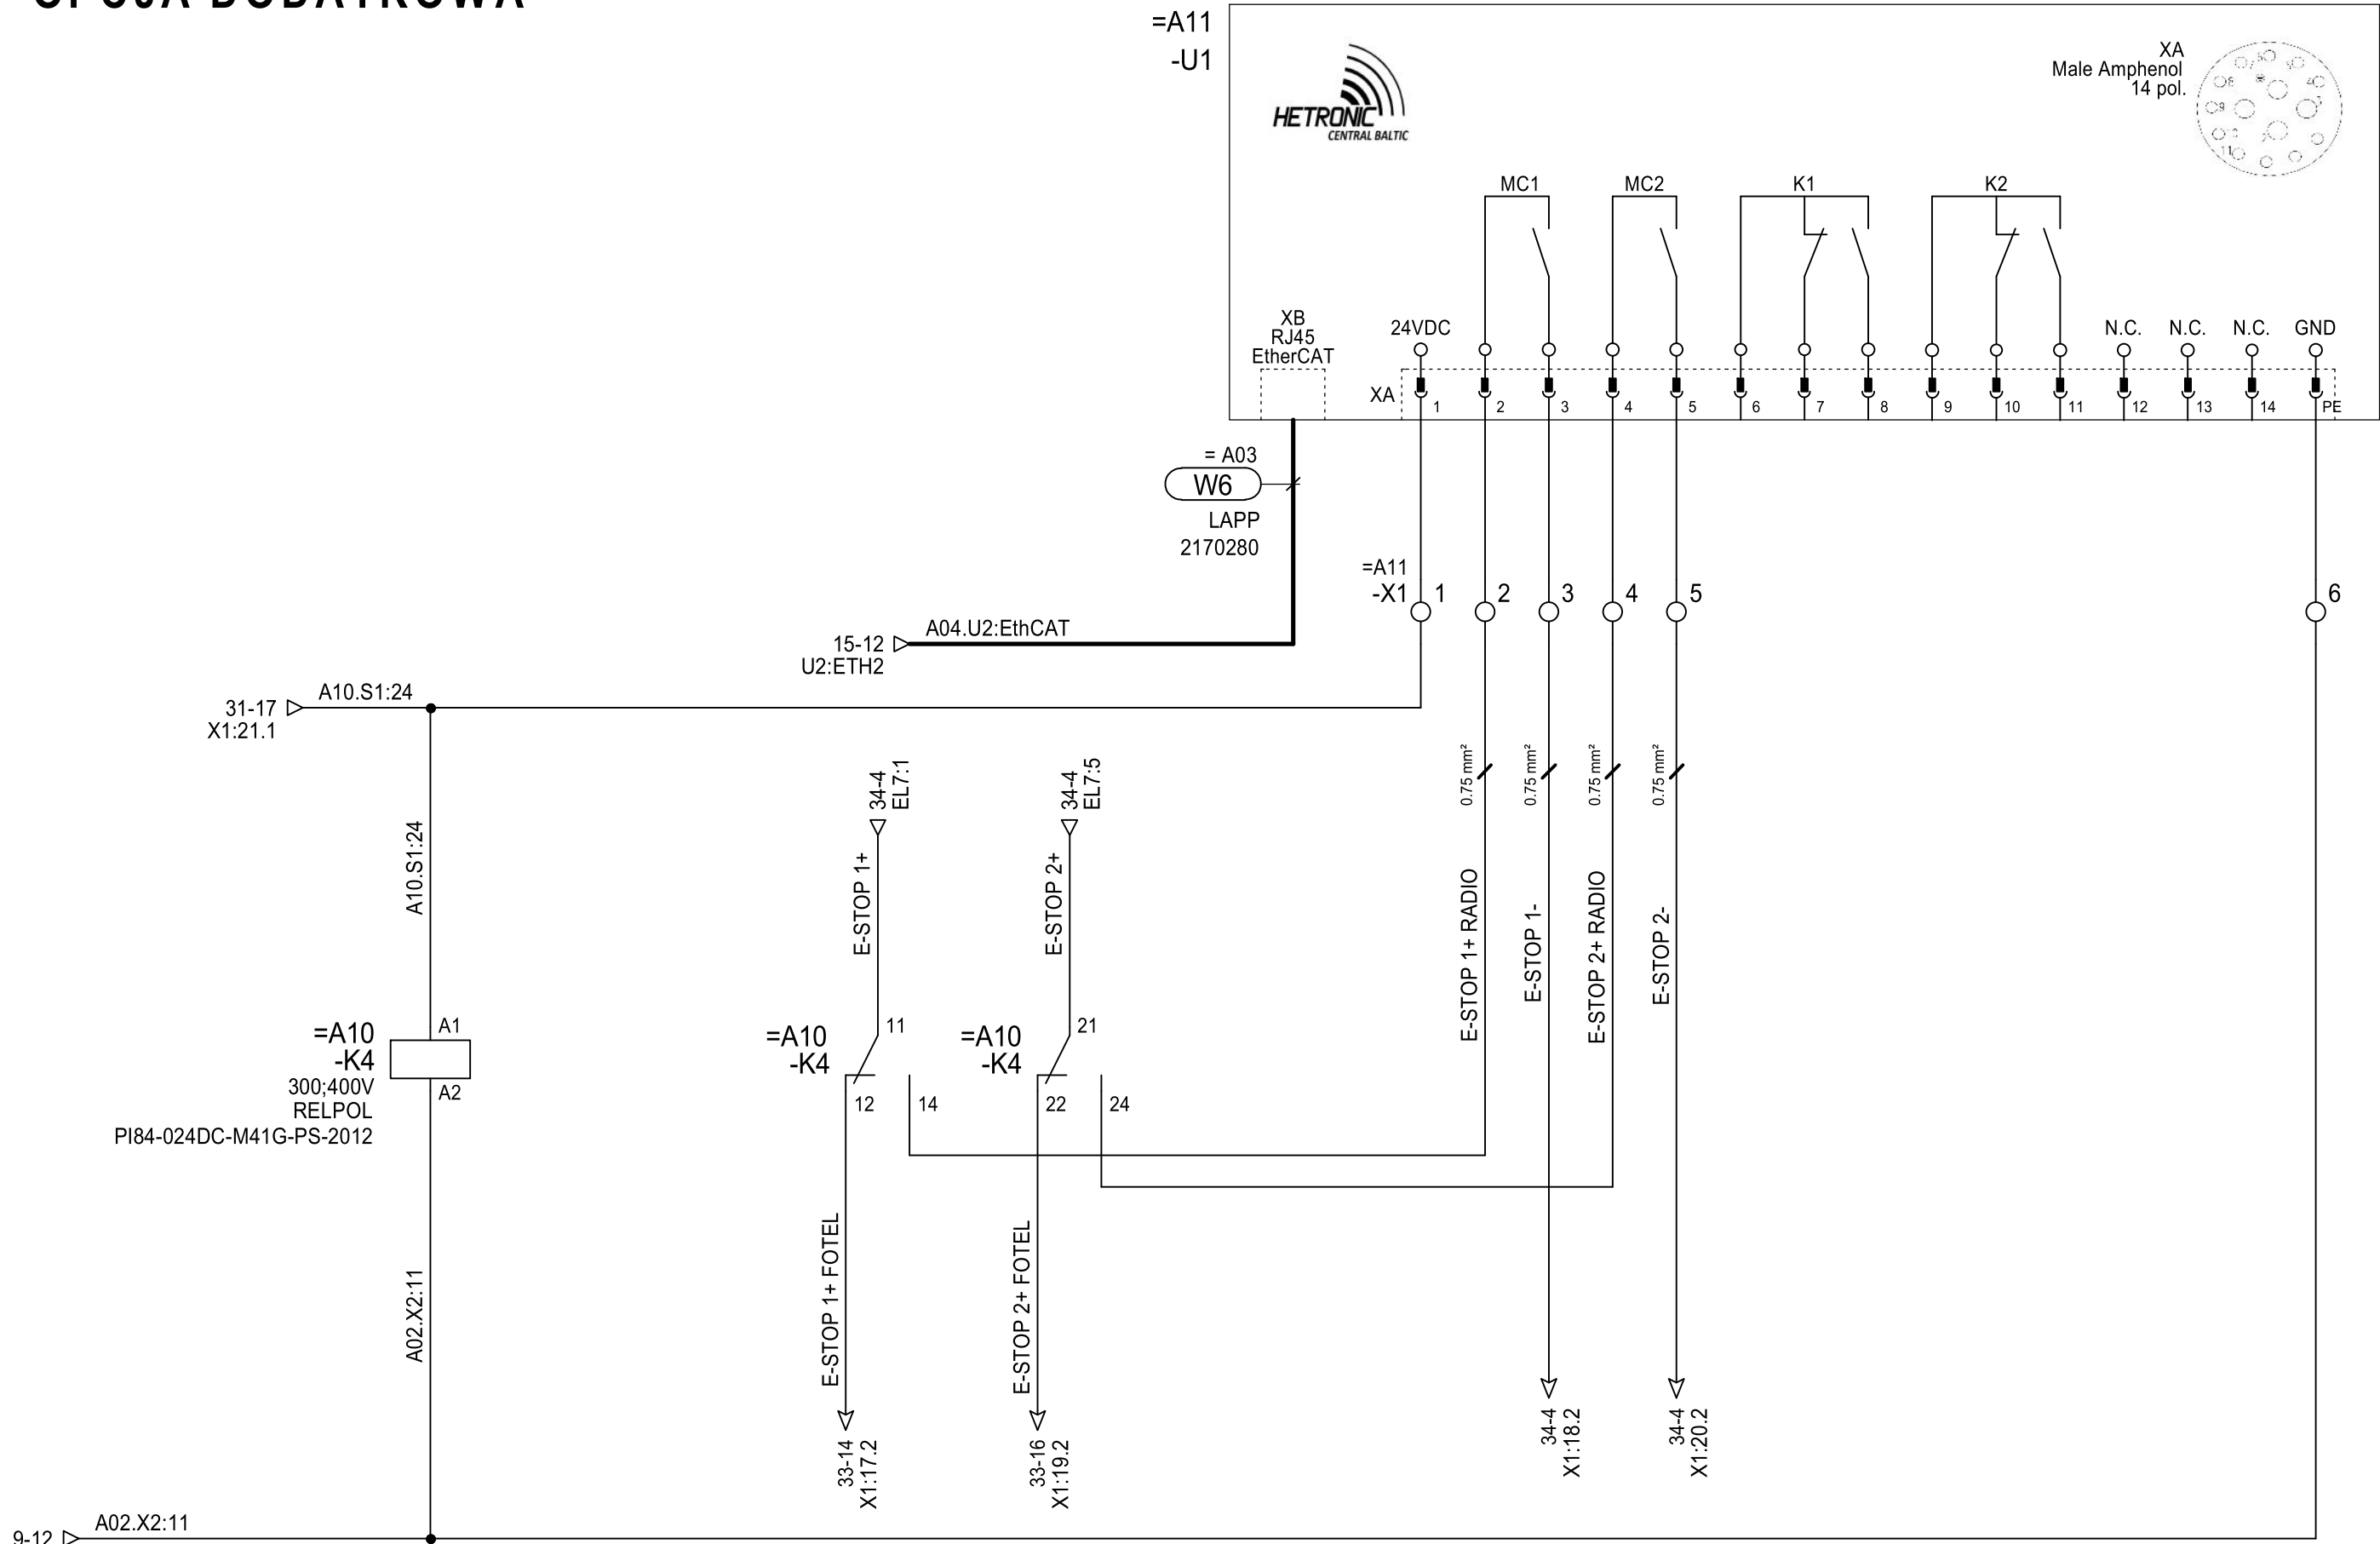 OPCJA DODATKOWA
=A11
-U1
HETRONIC
CENTRAL BALTIC
XA
Male Amphenol
14 pol.
MC1
MC2
K1
K2
XB
RJ45
EtherCAT
24VDC
N.C.
N.C.
N.C.
GND
XA
1
2
3
4
5
6
7
8
9
10
11
12
13
14
PE
= A03
W6
LAPP
2170280
=A11
-X1
1
2
3
4
5
6
15-12
U2:ETH2
A04.U2:EthCAT
31-17
X1:21.1
A10.S1:24
34-4
EL7:1
34-4
EL7:5
0.75 mm²
0.75 mm²
0.75 mm²
0.75 mm²
A10.S1:24
E-STOP 1+
E-STOP 2+
E-STOP 1+ RADIO
E-STOP 1-
E-STOP 2+ RADIO
E-STOP 2-
=A10
-K4
300;400V
RELPOL
PI84-024DC-M41G-PS-2012
A1
A2
=A10
-K4
11
12
14
=A10
-K4
21
22
24
A02.X2:11
E-STOP 1+ FOTEL
E-STOP 2+ FOTEL
33-14
X1:17.2
33-16
X1:19.2
34-4
X1:18.2
34-4
X1:20.2
9-12
A02.X2:11